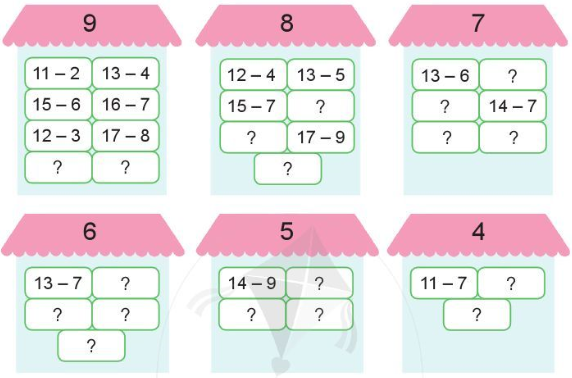 9
11 – 2 13 – 4
15 – 6 16 – 7
12 – 3 17 – 8
? ?
8
12 – 4 13 – 5
15 – 7 ?
? 17 – 9
?
7
13 – 6 ?
? 14 – 7
? ?
6
13 – 7 ?
? ?
?
5
14 – 9 ?
? ?
4
11 – 7 ?
?